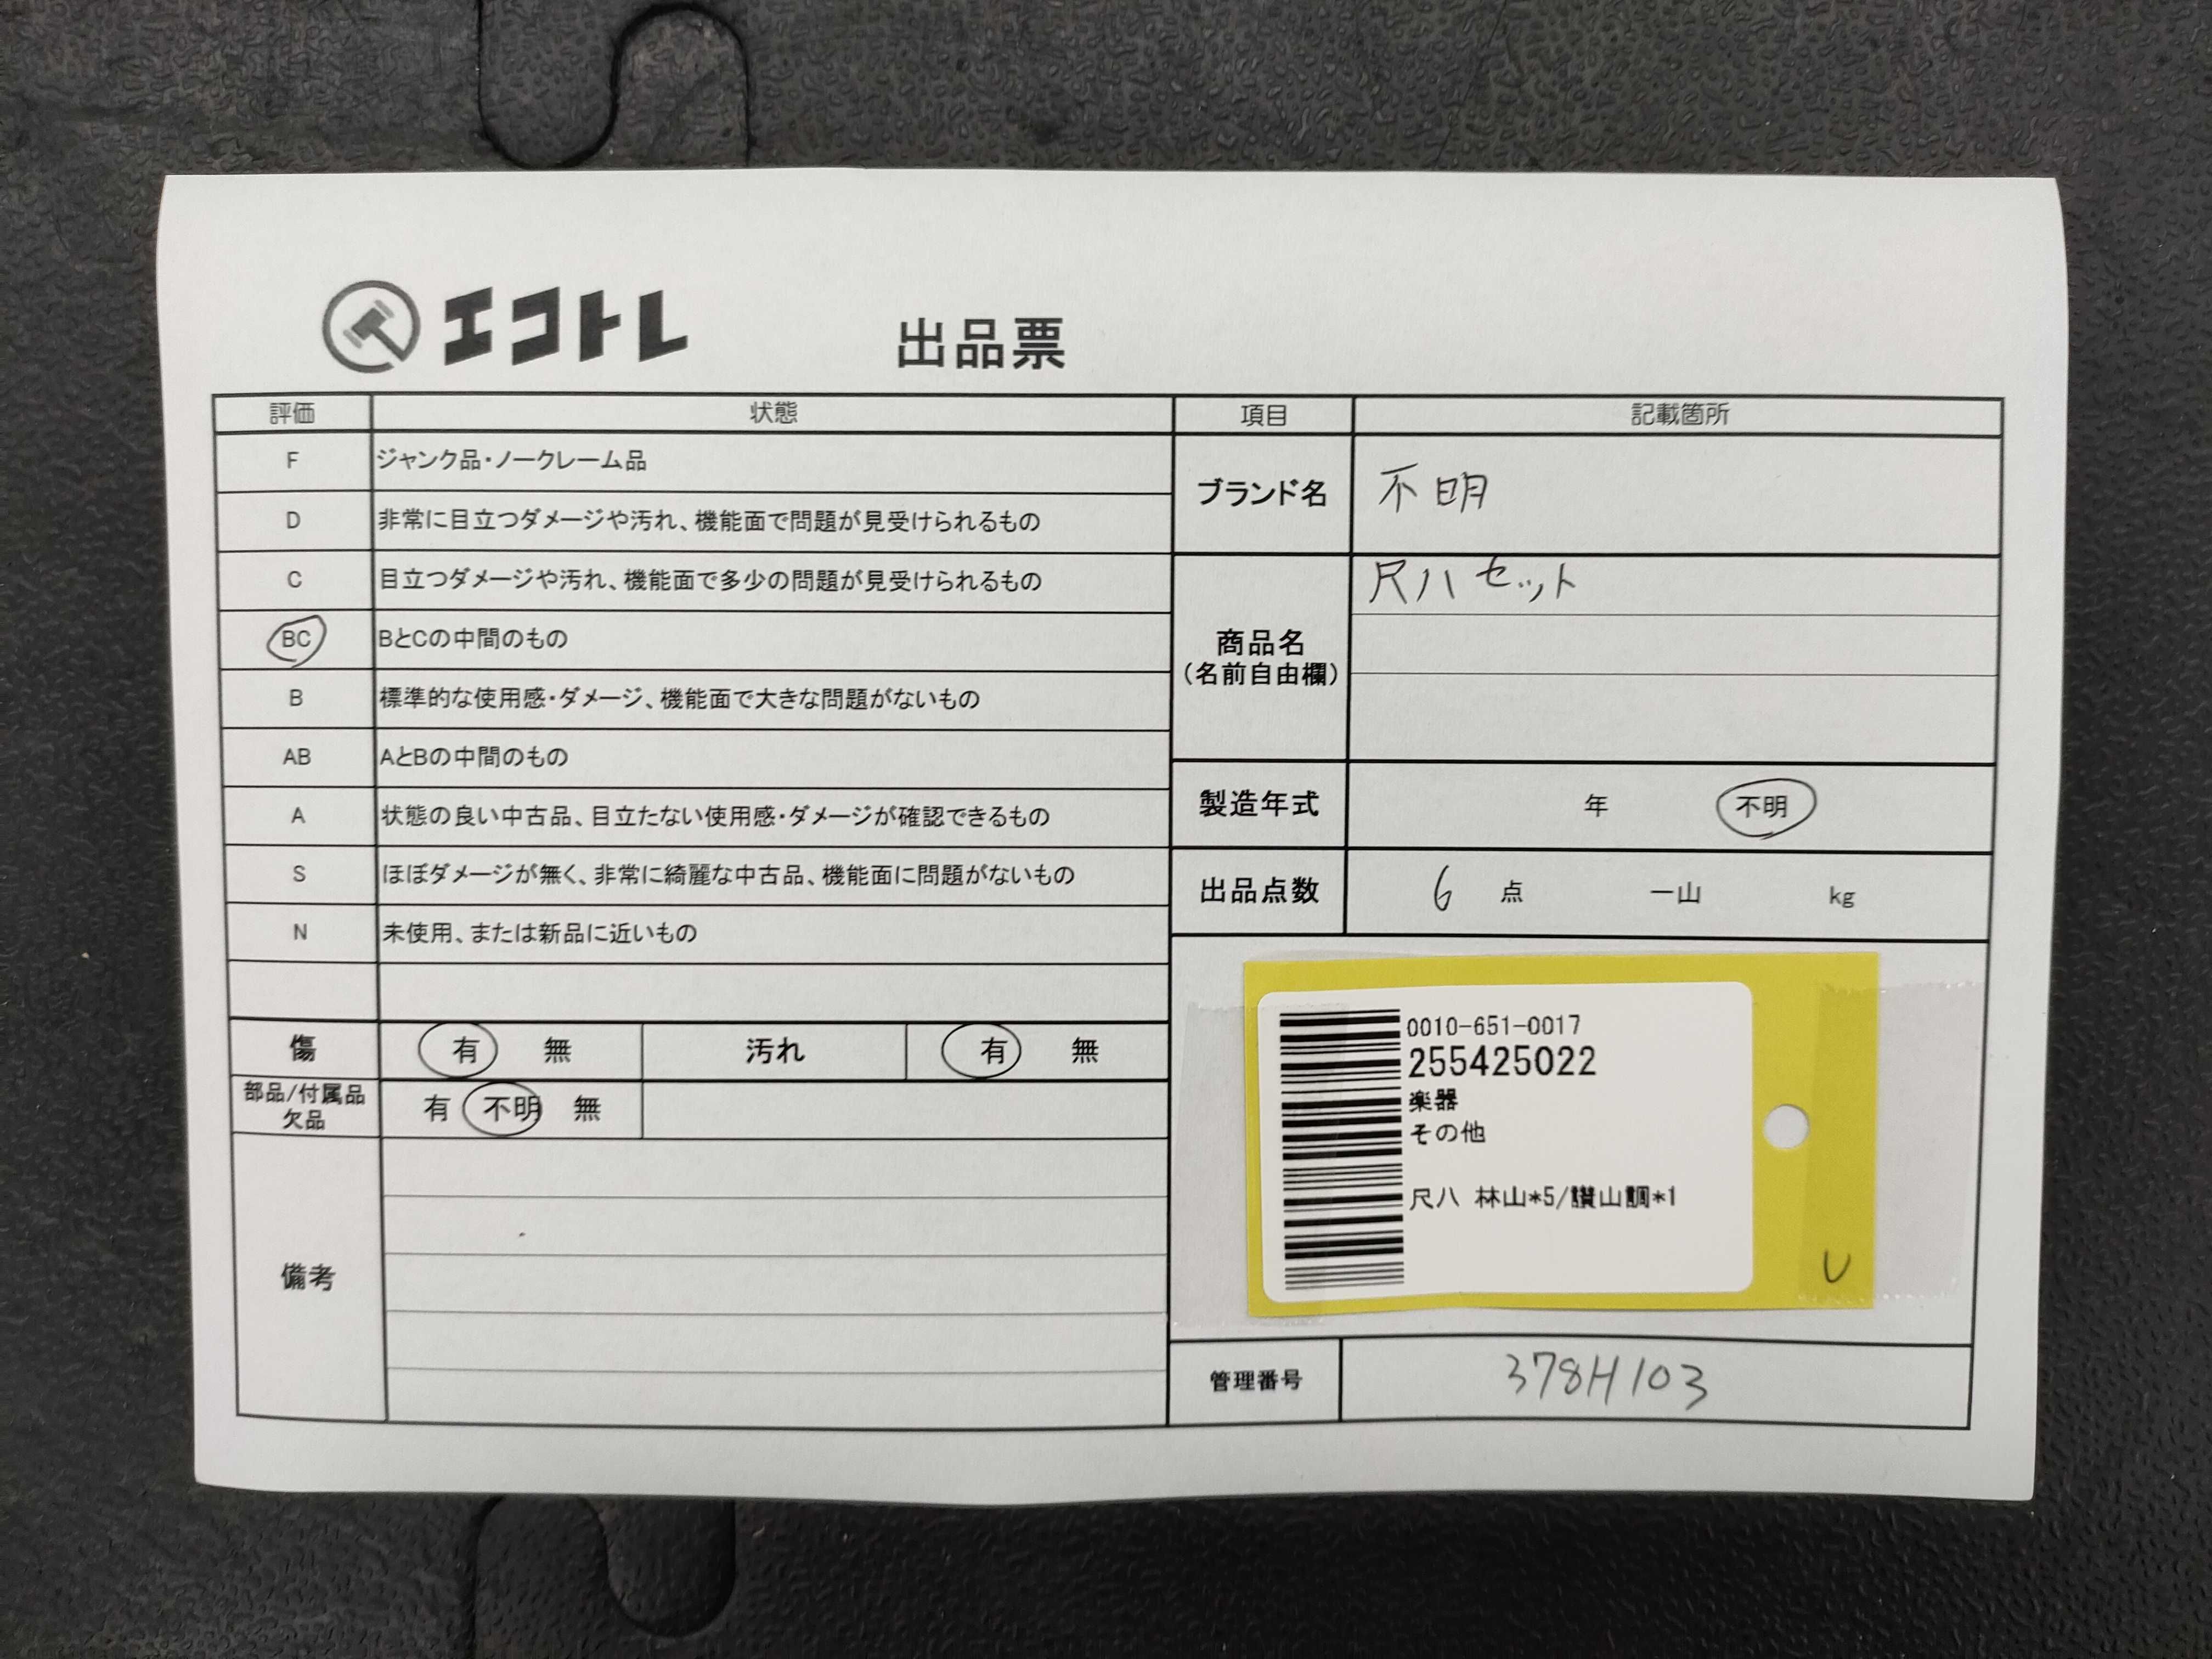 エコトレ
出品票
評価 状態
F ジャンク品・ノークレーム品
D 非常に目立つダメージや汚れ、機能面で問題が見受けられるもの
C 目立つダメージや汚れ、機能面で多少の問題が見受けられるもの
BC BとCの中間のもの
B 標準的な使用感・ダメージ、機能面で大きな問題がないもの
AB AとBの中間のもの
A 状態の良い中古品、目立たない使用感・ダメージが確認できるもの
S ほぼダメージが無く、非常に綺麗な中古品、機能面に問題がないもの
N 未使用、または新品に近いもの
傷 有 無 汚れ 有 無
部品/付属品
欠品
有 不明 無
備考
項目 記載箇所
ブランド名 不明
商品名
(名前自由欄)
尺八セット
製造年式 年 不明
出品点数 6 点 一山 kg
0010-651-0017
255425022
楽器
その他
尺八 林山*5/讃山調*1
U
管理番号 378H103